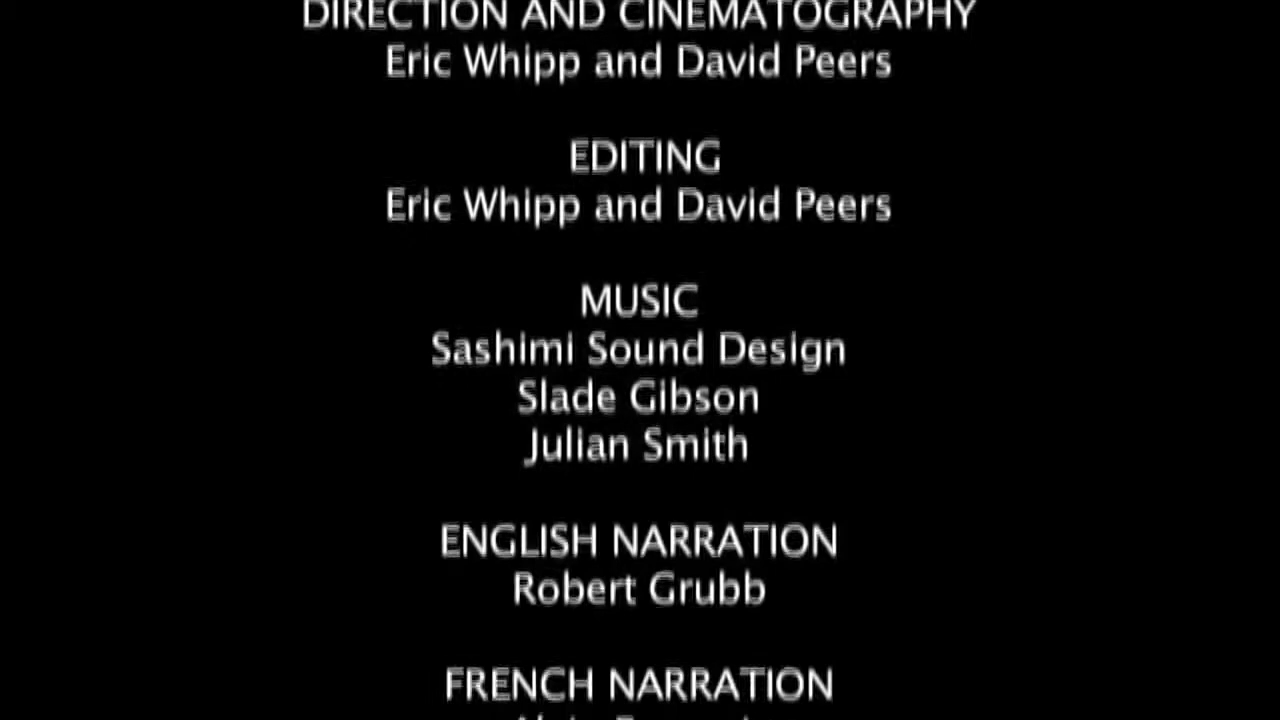 DIRECTION AND CINEMATOGRAPHY
Eric Whipp and David Peers
EDITING
Eric Whipp and David Peers
MUSIC
Sashimi Sound Design
Slade Gibson
Julian Smith
ENGLISH NARRATION
Robert Grubb
FRENCH NARRATION